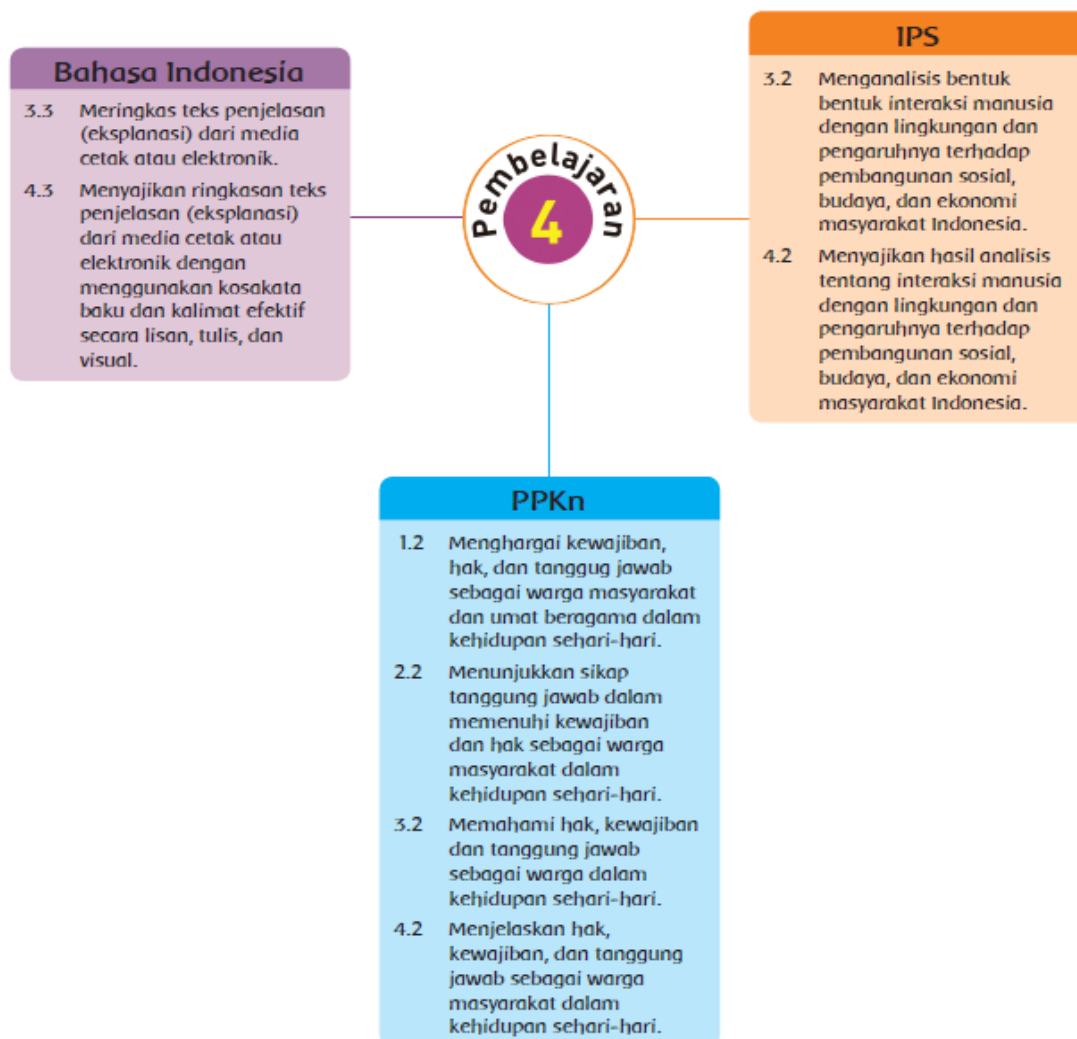 Bahasa Indonesia
3.3 Meringkas teks penjelasan
(eksplanasi) dari media
cetak atau elektronik.
4.3 Menyajikan ringkasan teks
penjelasan (eksplanasi)
dari media cetak atau
elektronik dengan
menggunakan kosakata
baku dan kalimat efektif
secara lisan, tulis, dan
visual.
Pembelajaran
4
IPS
3.2 Menganalisis bentuk
bentuk interaksi manusia
dengan lingkungan dan
pengaruhnya terhadap
pembangunan sosial,
budaya, dan ekonomi
masyarakat Indonesia.
4.2 Menyajikan hasil analisis
tentang interaksi manusia
dengan lingkungan dan
pengaruhnya terhadap
pembangunan sosial,
budaya, dan ekonomi
masyarakat Indonesia.
PPKn
1.2 Menghargai kewajiban,
hak, dan tanggug jawab
sebagai warga masyarakat
dan umat beragama dalam
kehidupan sehari-hari.
2.2 Menunjukkan sikap
tanggung jawab dalam
memenuhi kewajiban
dan hak sebagai warga
masyarakat dalam
kehidupan sehari-hari.
3.2 Memahami hak, kewajiban
dan tanggung jawab
sebagai warga dalam
kehidupan sehari-hari.
4.2 Menjelaskan hak,
kewajiban, dan tanggung
jawab sebagai warga
masyarakat dalam
kehidupan sehari-hari.